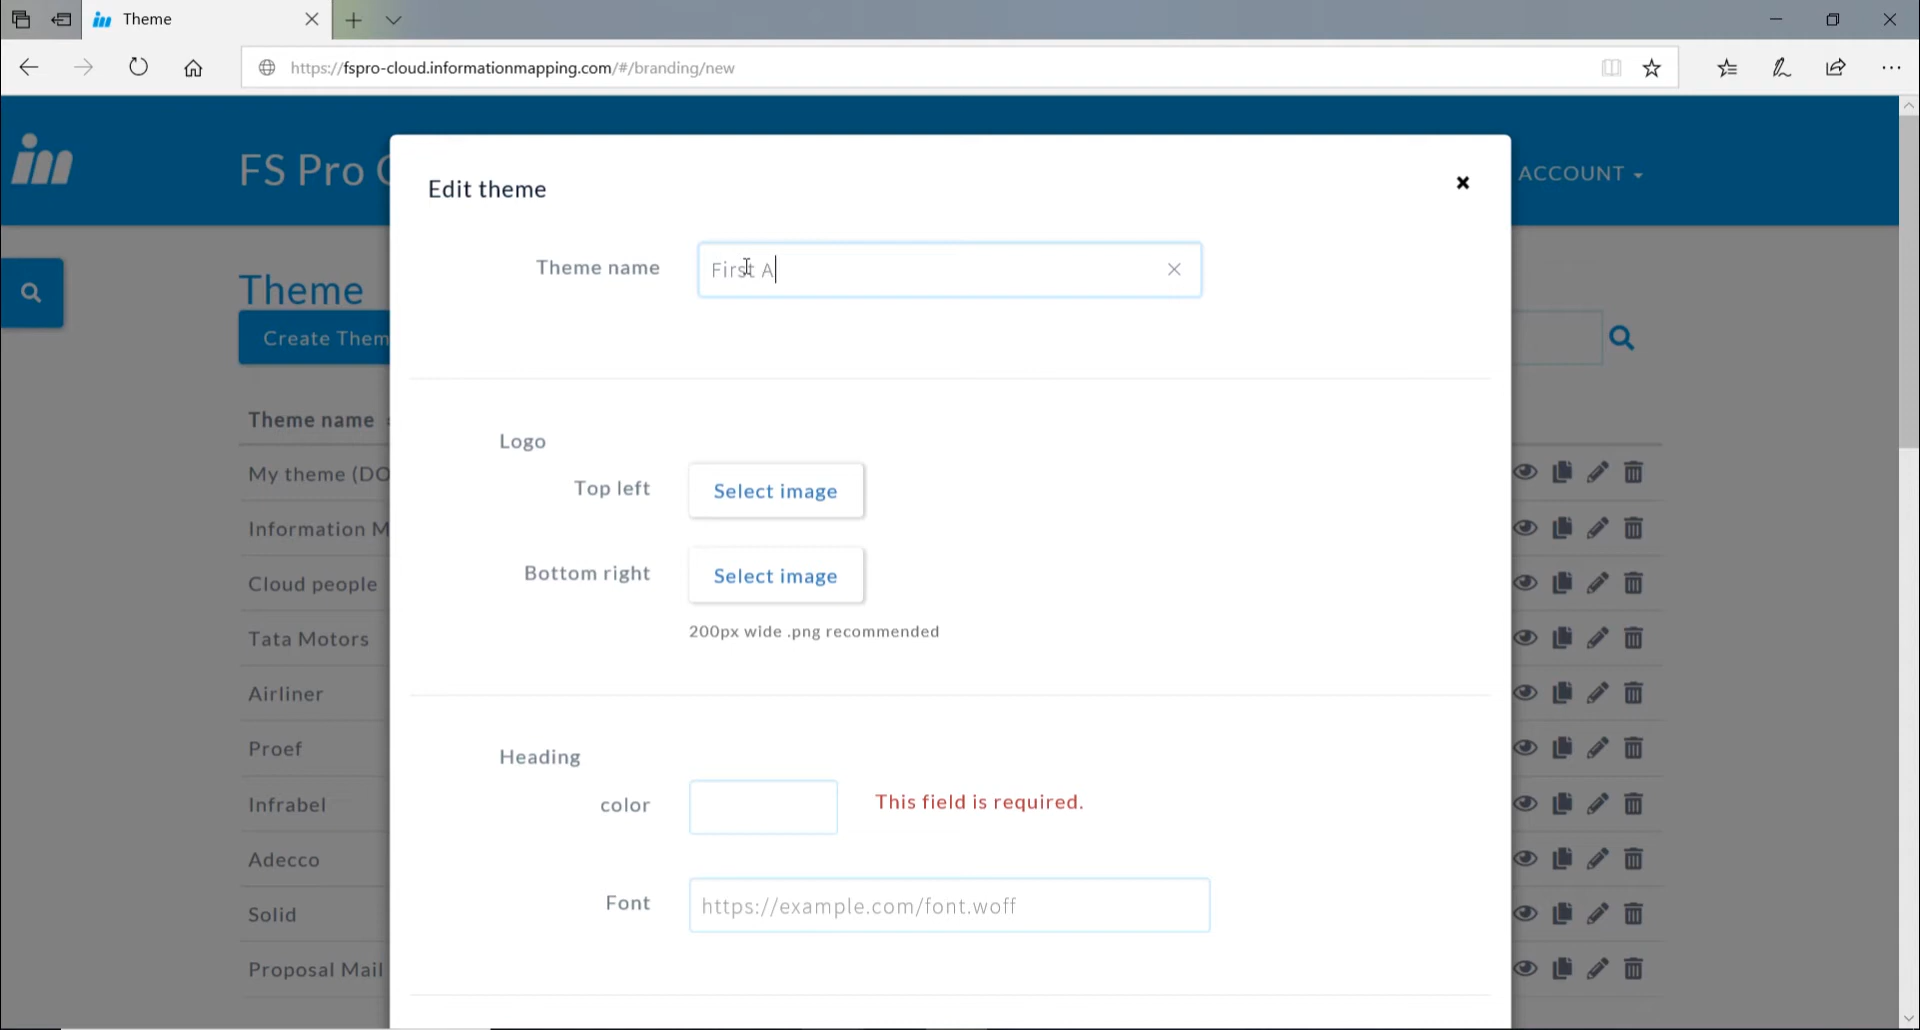 Theme
https://fspro-cloud.informationmapping.com/#/branding/new
im
FS Pro C
ACCOUNT
Edit theme
Theme name
First A
Theme
Create Them
Logo
Top left
Select image
Bottom right
Select image
200px wide .png recommended
Heading
color
This field is required.
Font
https://example.com/font.woff
Theme name
My theme (DO
Information M
Cloud people
Tata Motors
Airliner
Proef
Infrabel
Adecco
Solid
Proposal Mail